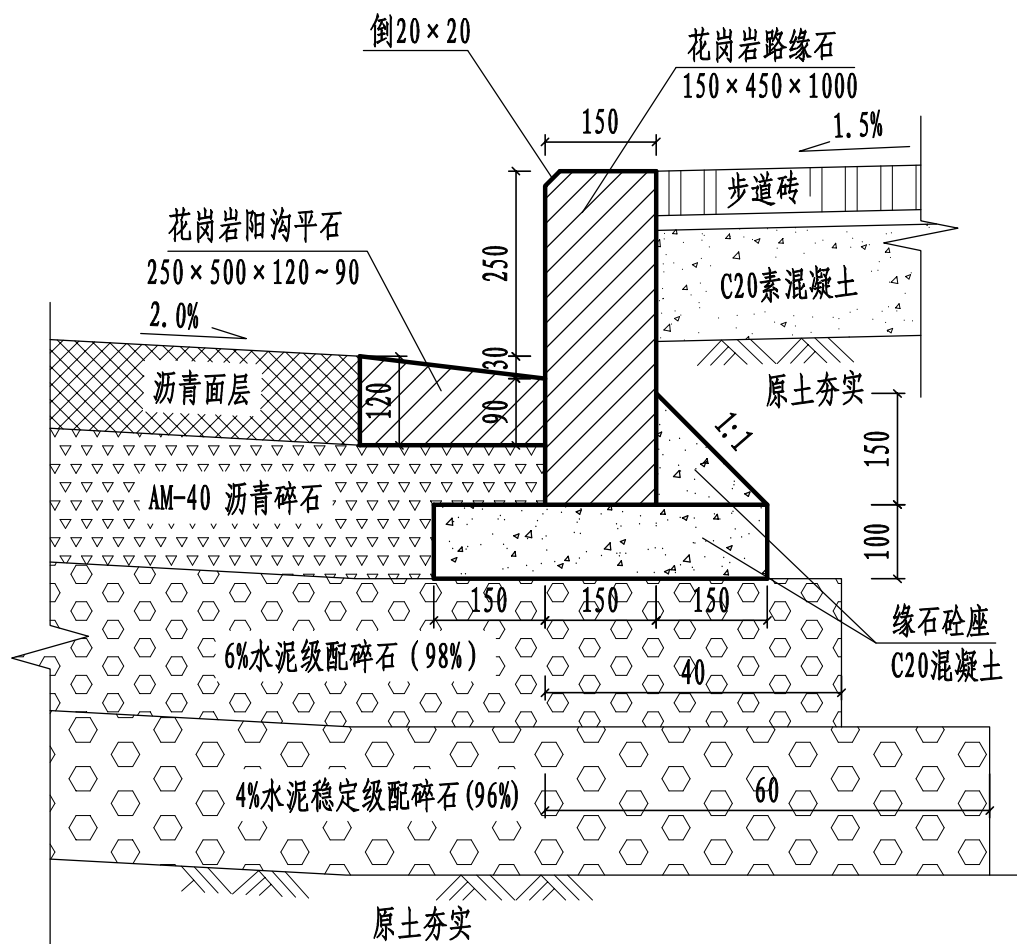 倒20×20
花岗岩路缘石
150×450×1000
150
1.5%
步道砖
花岗岩阳沟平石
250×500×120~90
2.0%
250
C20素混凝土
30
沥青面层
120
90
原土夯实
1:1
150
AM-40 沥青碎石
100
150
150
150
缘石砼座
C20混凝土
6%水泥级配碎石（98%）
40
4%水泥稳定级配碎石(96%)
60
原土夯实